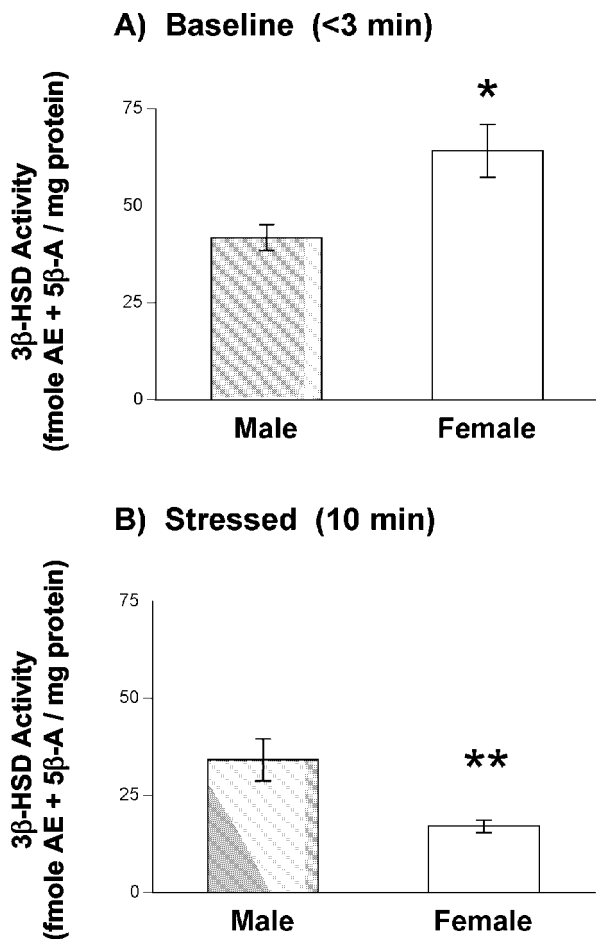 A) Baseline (<3 min)
3β-HSD Activity
(fmole AE + 5β-A / mg protein)
75
50
25
0
*
Male
Female
B) Stressed (10 min)
3β-HSD Activity
(fmole AE + 5β-A / mg protein)
75
50
25
0
**
Male
Female